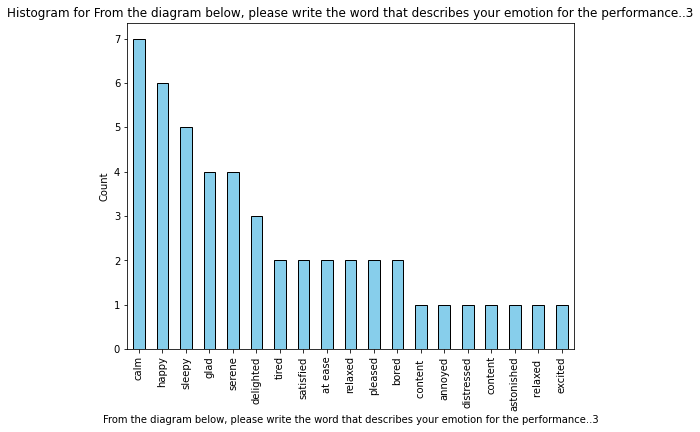 Histogram for From the diagram below, please write the word that describes your emotion for the performance..3
7
6
5
4
3
2
1
0
Count
calm
happy
sleepy
glad
serene
delighted
tired
satisfied
at ease
relaxed
pleased
bored
content
annoyed
distressed
content
astonished
relaxed
excited
From the diagram below, please write the word that describes your emotion for the performance..3